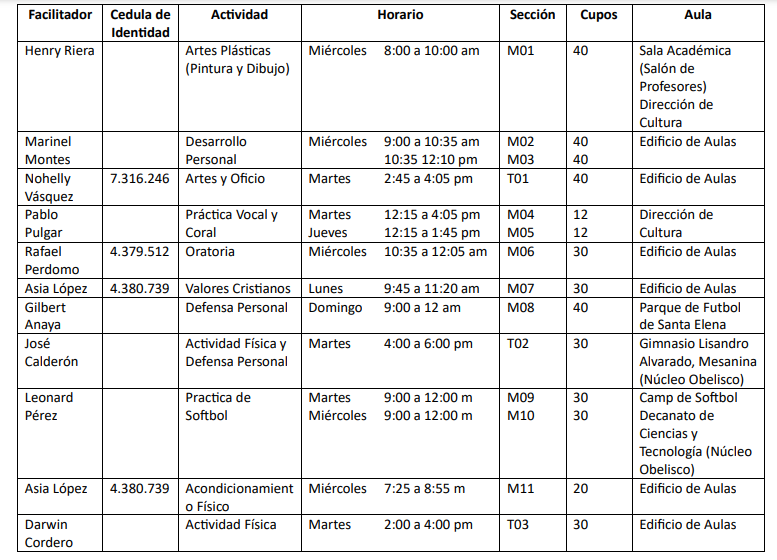 Facilitador Cedula de Identidad Actividad Horario Sección Cupos Aula
Henry Riera Artes Plásticas Miércoles 8:00 a 10:00 am M01 40 Sala Académica
(Pintura y Dibujo) (Salón de
Profesores)
Dirección de
Cultura
Marinel Desarrollo Miércoles 9:00 a 10:35 am M02 40 Edificio de Aulas
Montes Personal 10:35 12:10 pm M03 40
Nohelly 7.316.246 Artes y Oficio Martes 2:45 a 4:05 pm T01 40 Edificio de Aulas
Vásquez
Pablo Práctica Vocal y Martes 12:15 a 4:05 pm M04 12 Dirección de
Pulgar Coral Jueves 12:15 a 1:45 pm M05 12 Cultura
Rafael 4.379.512 Oratoria Miércoles 10:35 a 12:05 am M06 30 Edificio de Aulas
Perdomo
Asia López 4.380.739 Valores Cristianos Lunes 9:45 a 11:20 am M07 30 Edificio de Aulas
Gilbert Defensa Personal Domingo 9:00 a 12 am M08 40 Parque de Futbol
Anaya de Santa Elena
José Actividad Física y Martes 4:00 a 6:00 pm T02 30 Gimnasio Lisandro
Calderón Defensa Personal Alvarado, Mesanina
(Núcleo Obelisco)
Leonard Practica de Martes 9:00 a 12:00 m M09 30 Camp de Softbol
Pérez Softbol Miércoles 9:00 a 12:00 m M10 30 Decanato de
Ciencias y
Tecnología (Núcleo
Obelisco)
Asia López 4.380.739 Acondicionamient Miércoles 7:25 a 8:55 m M11 20 Edificio de Aulas
o Físico
Darwin Actividad Física Martes 2:00 a 4:00 pm T03 30 Edificio de Aulas
Cordero